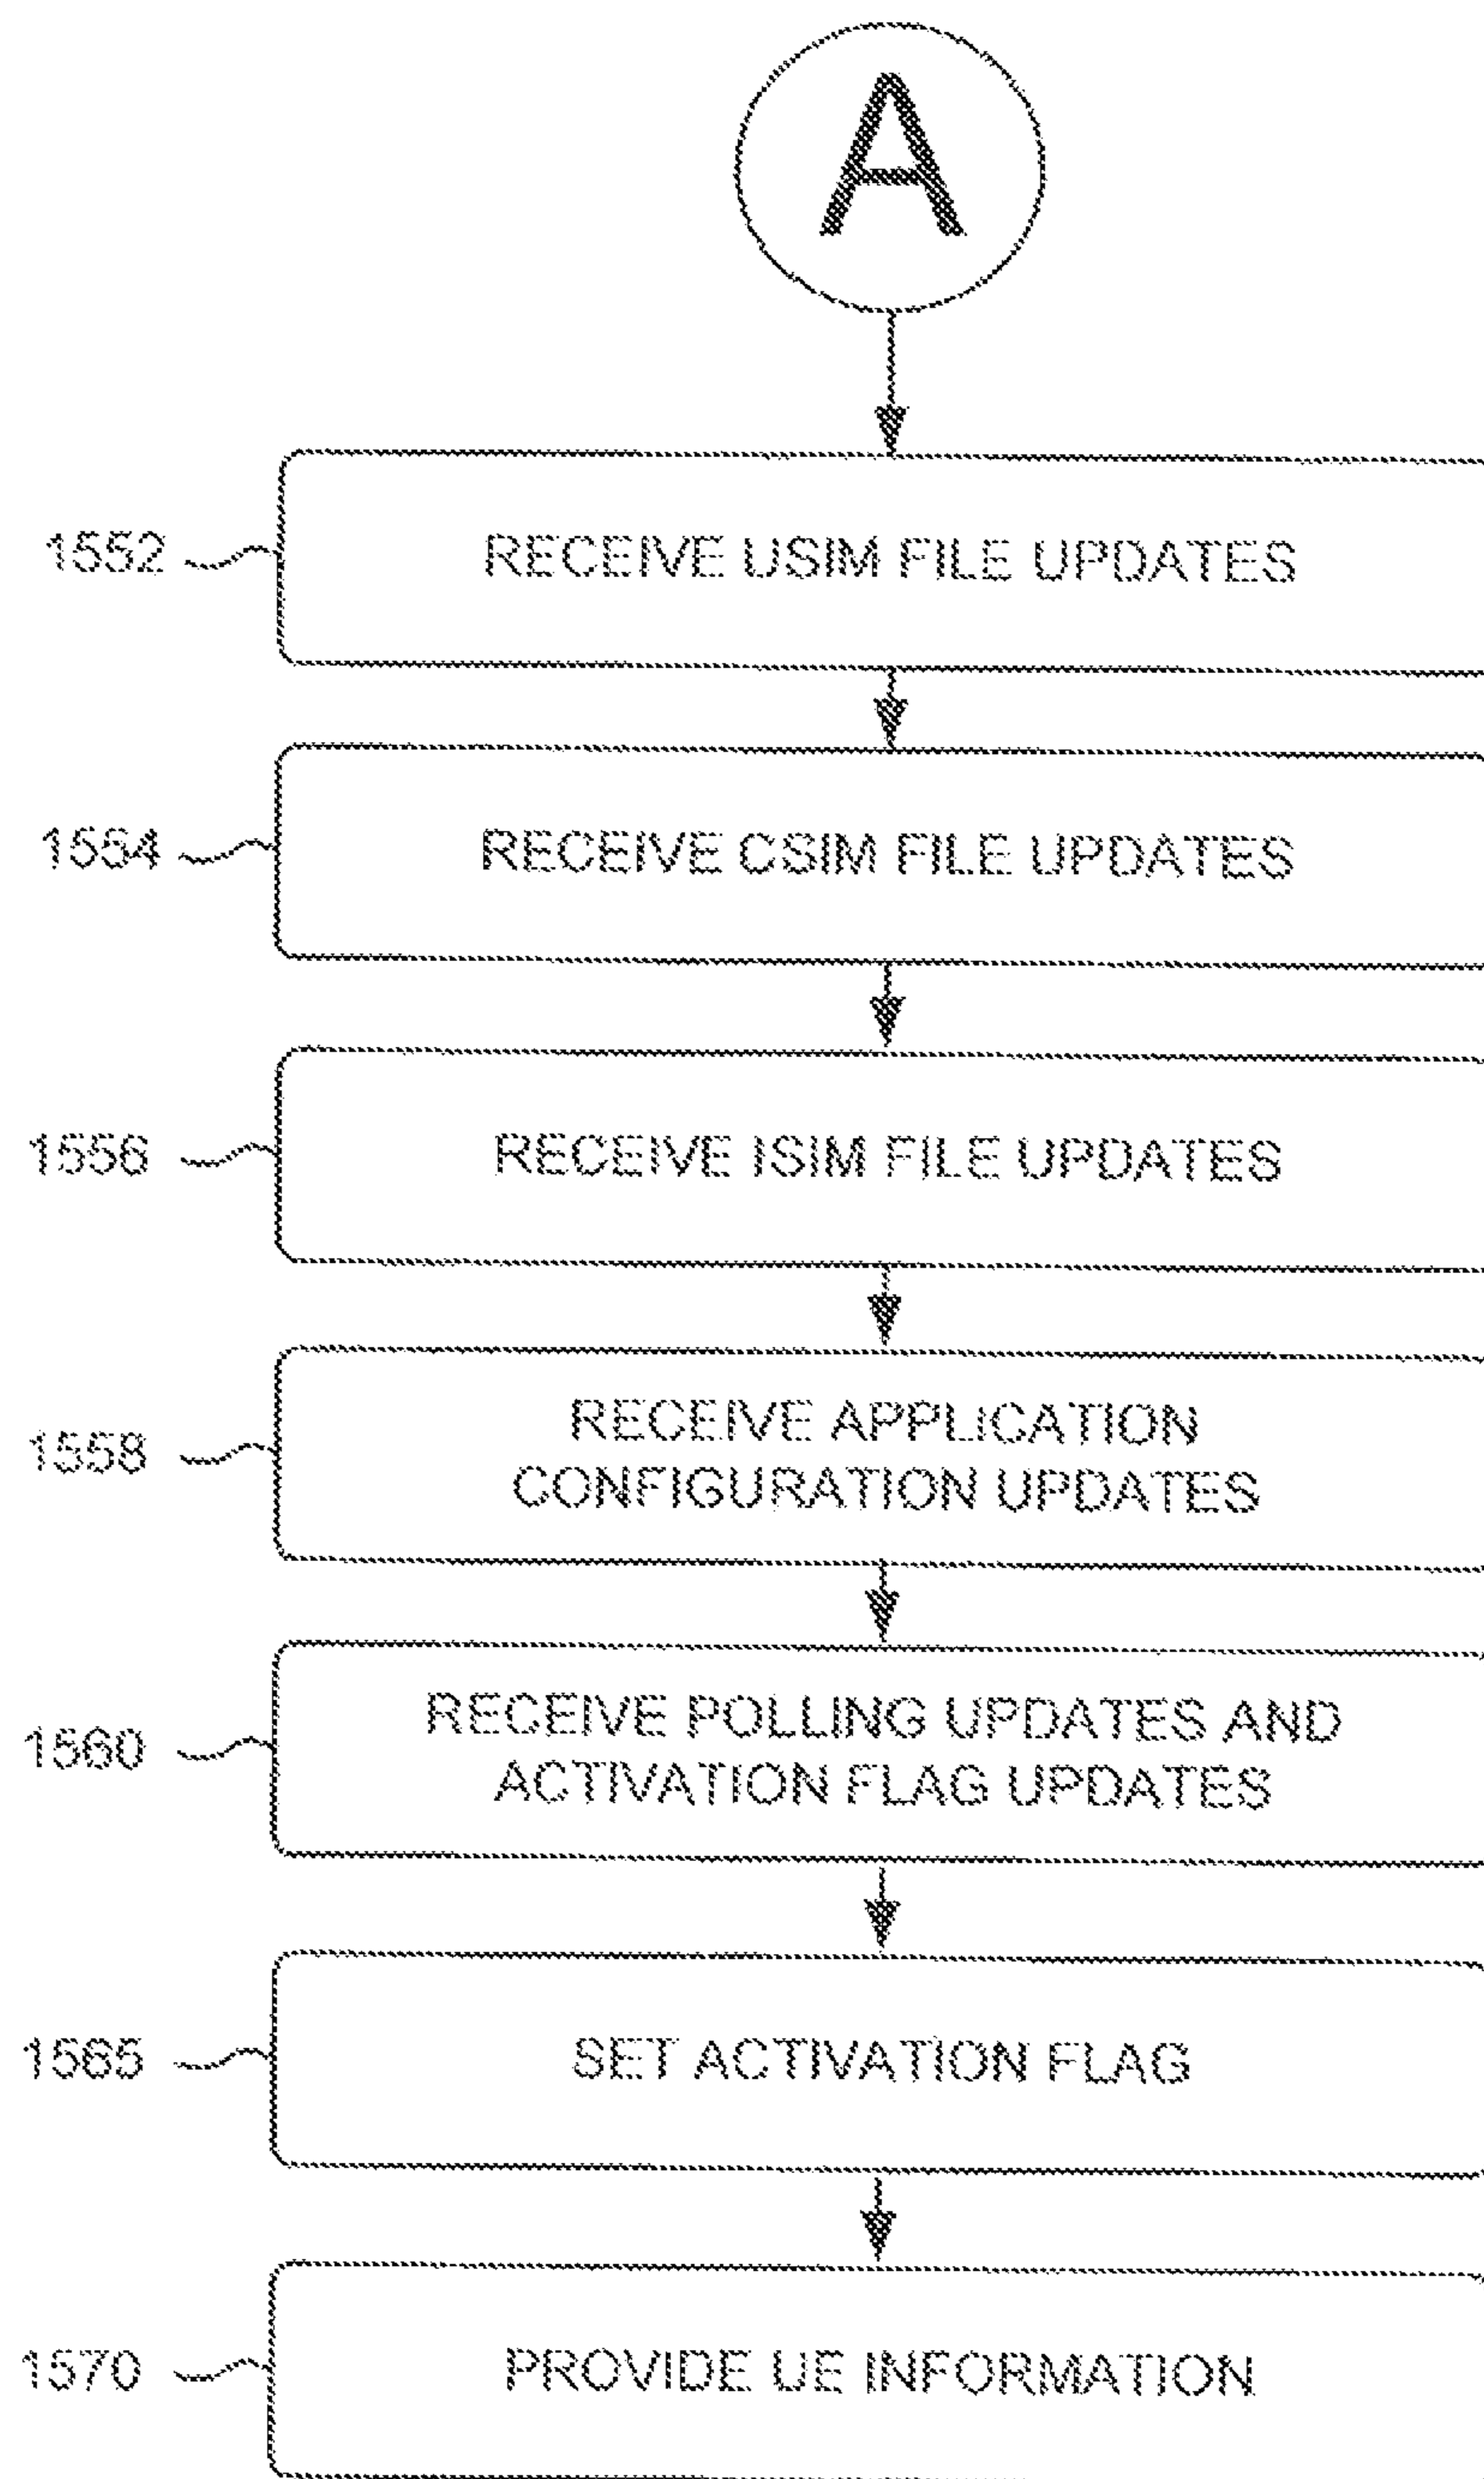 A
1552
RECEIVE USIM FILE UPDATES
1554
RECEIVE CSIM FILE UPDATES
1556
RECEIVE ISIM FILE UPDATES
1558
RECEIVE APPLICATION
CONFIGURATION UPDATES
1560
RECEIVE POLLING UPDATES AND
ACTIVATION FLAG UPDATES
1565
SET ACTIVATION FLAG
1570
PROVIDE UE INFORMATION